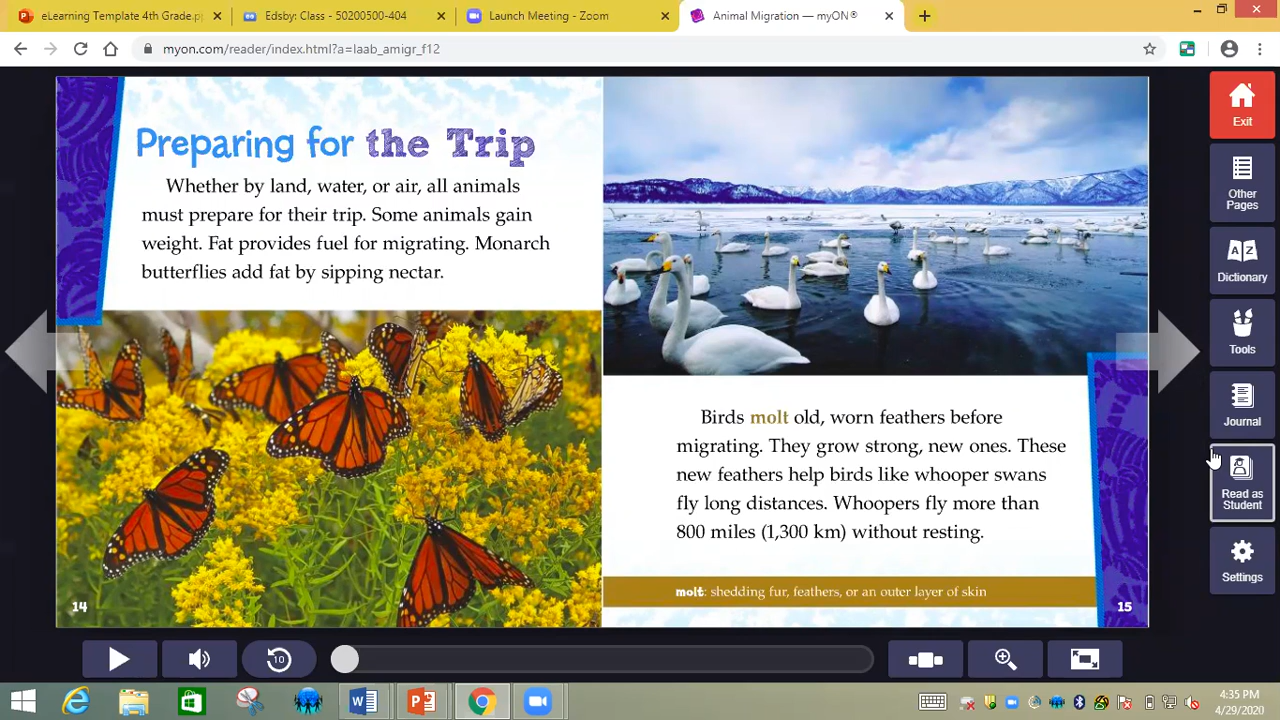 eLearning Template 4th Grade.p
Edsby: Class - 50200500-404
Launch Meeting - Zoom
Animal Migration — myON®
myon.com/reader/index.html?a=laab_amigr_f12
Preparing for the Trip
Whether by land, water, or air, all animals
must prepare for their trip. Some animals gain
weight. Fat provides fuel for migrating. Monarch
butterflies add fat by sipping nectar.
14
Birds molt old, worn feathers before
migrating. They grow strong, new ones. These
new feathers help birds like whooper swans
fly long distances. Whoopers fly more than
800 miles (1,300 km) without resting.
molt: shedding fur, feathers, or an outer layer of skin
15
Exit
Other
Pages
A Z
Dictionary
Tools
Journal
Read as
Student
Settings
10
4:35 PM
4/29/2020